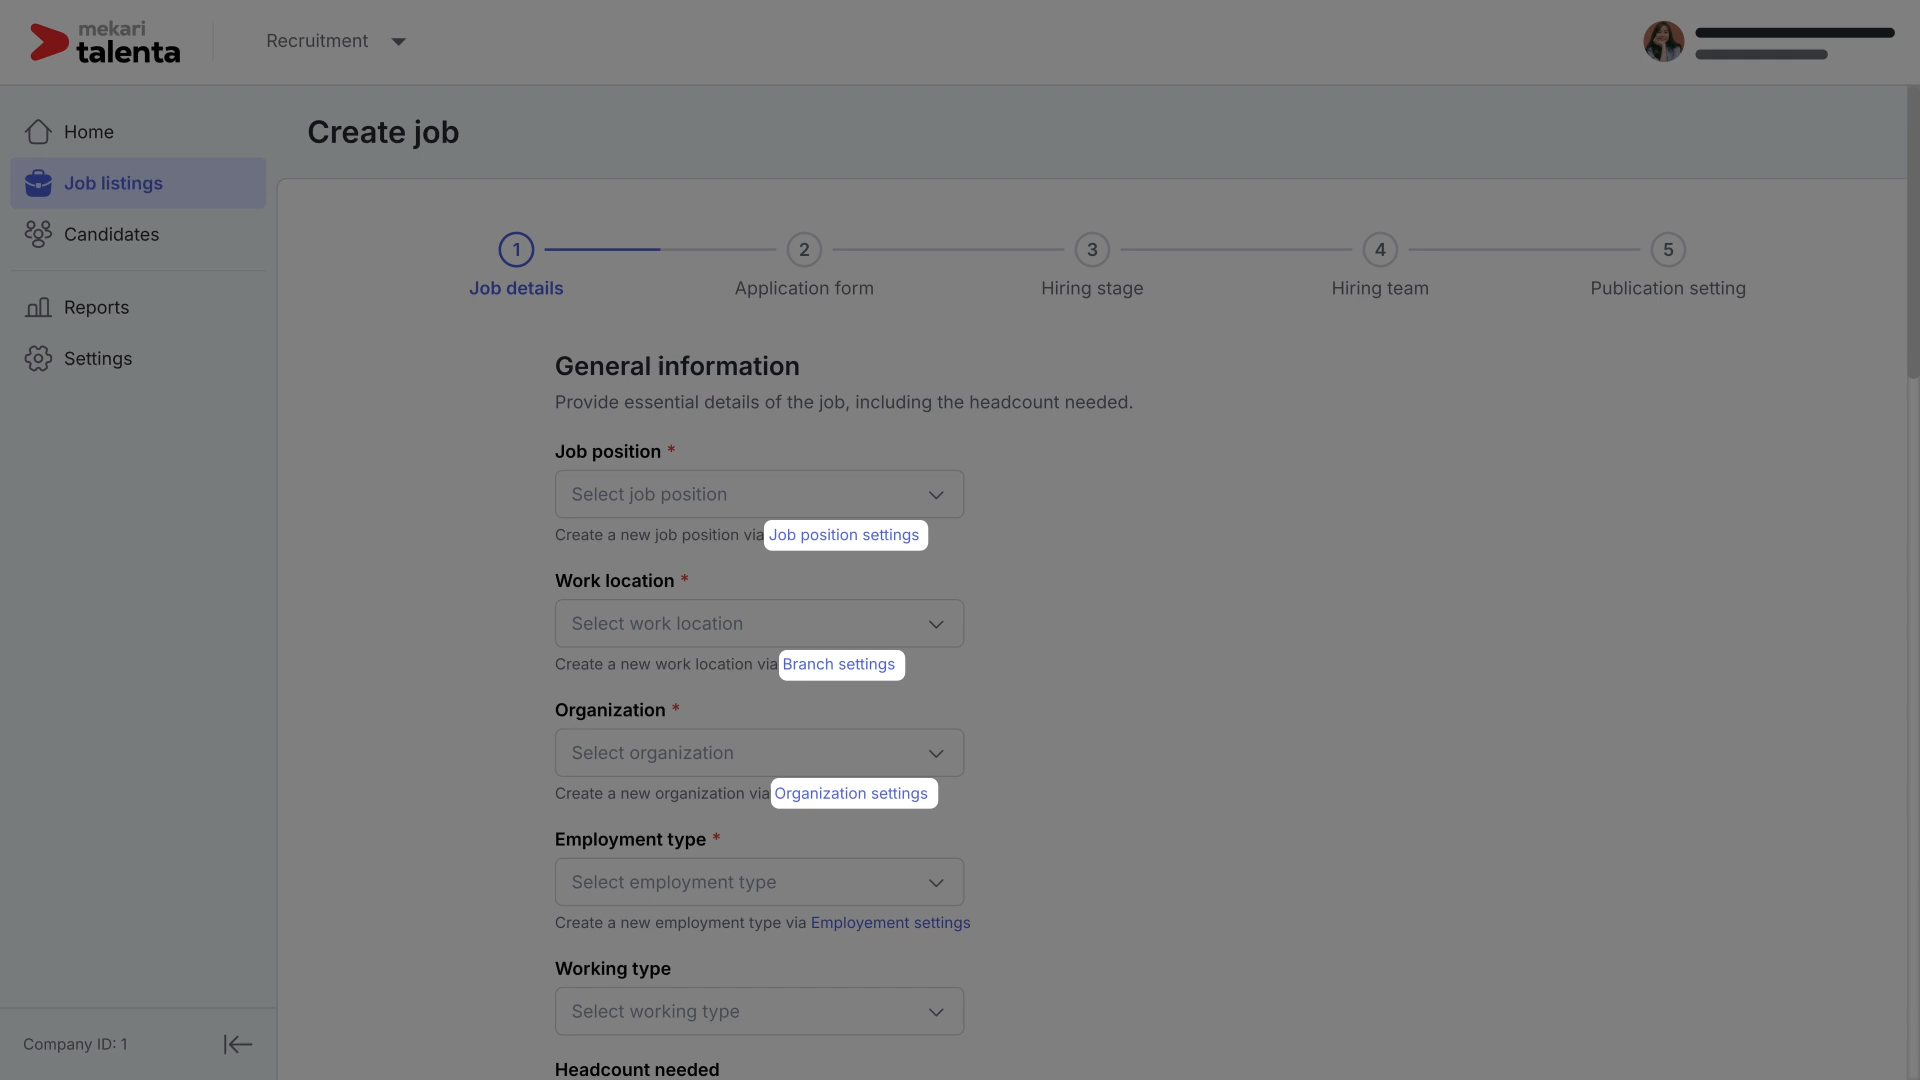 mekari
talenta
Recruitment
Home
Job listings
Candidates
Reports
Settings
Company ID: 1
Create job
1
2
3
4
5
Job details
Application form
Hiring stage
Hiring team
Publication setting
General information
Provide essential details of the job, including the headcount needed.
Job position *
Select job position
Create a new job position via Job position settings
Work location *
Select work location
Create a new work location via Branch settings
Organization *
Select organization
Create a new organization via Organization settings
Employment type *
Select employment type
Create a new employment type via Employement settings
Working type
Select working type
Headcount needed